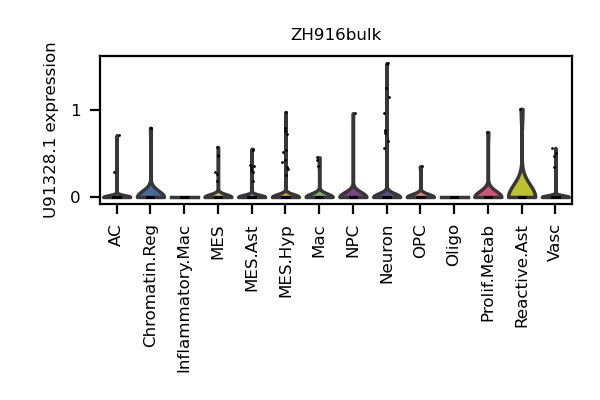 ZH916bulk
U91328.1 expression
1
0
AC
Chromatin.Reg
Inflammatory.Mac
MES
MES.Ast
MES.Hyp
Mac
NPC
Neuron
OPC
Oligo
Prolif.Metab
Reactive.Ast
Vasc